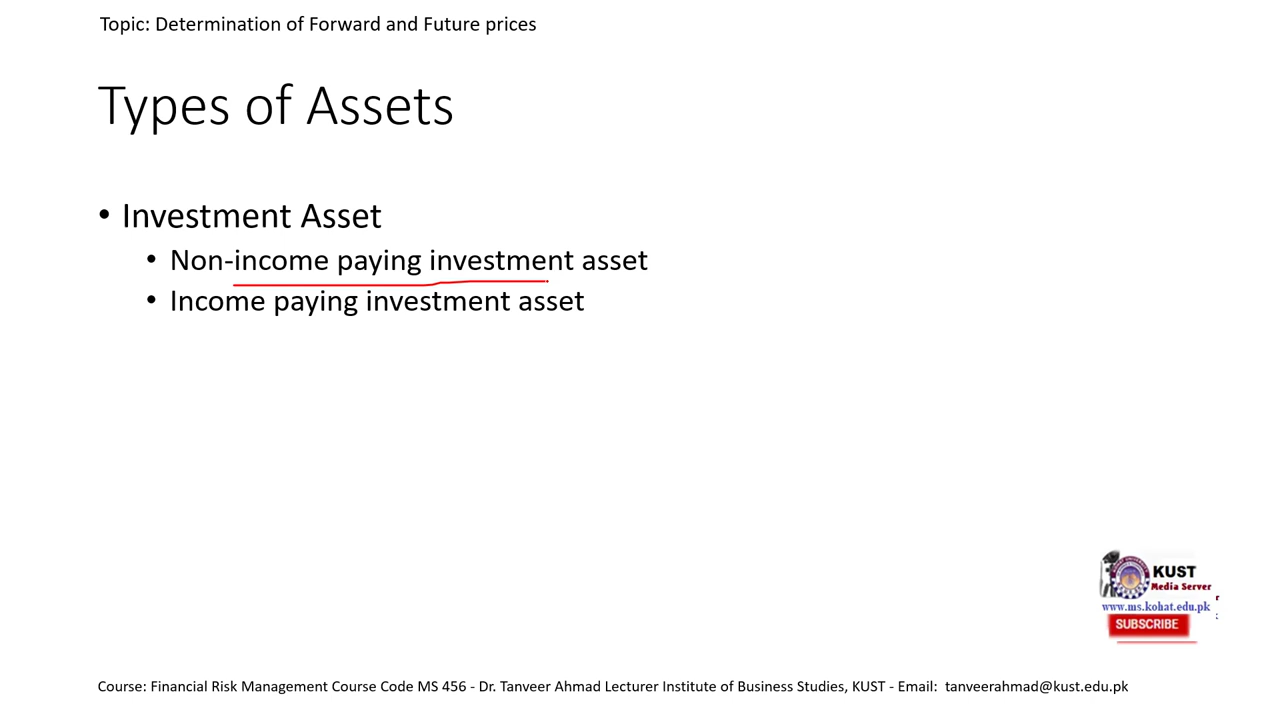 Topic: Determination of Forward and Future prices
Types of Assets
• Investment Asset
• Non-income paying investment asset
• Income paying investment asset
KUST
Media Server
www.ms.kohat.edu.pk
SUBSCRIBE
Course: Financial Risk Management Course Code MS 456 - Dr. Tanveer Ahmad Lecturer Institute of Business Studies, KUST - Email: tanveerahmad@kust.edu.pk